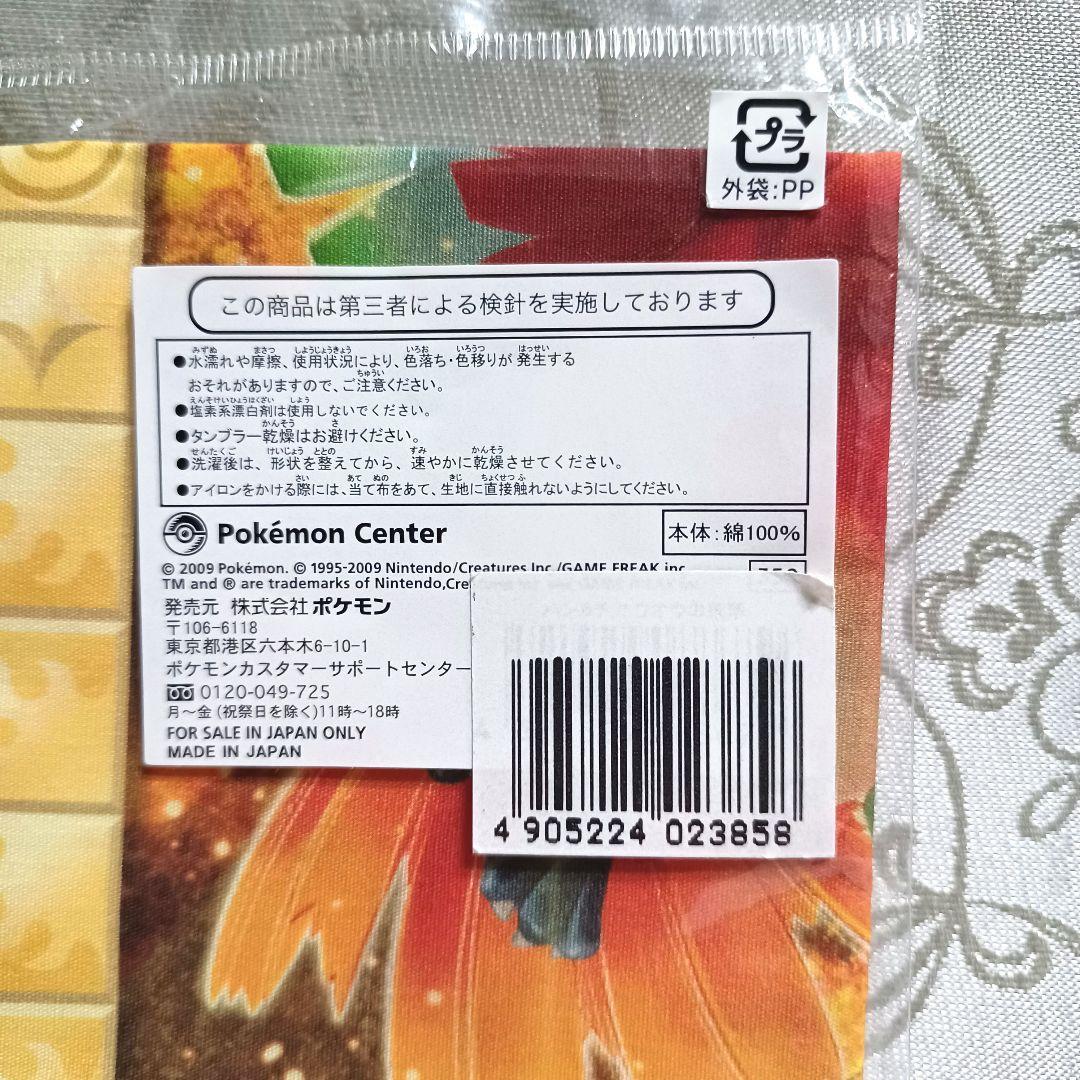 プラ
外袋:PP
この商品は第三者による検針を実施しております
●水濡れや摩擦、使用状況により、色落ち・色移りが発生する
おそれがありますので、ご注意ください。
●塩素系漂白剤は使用しないでください。
●タンブラー乾燥はお避けください。
●洗濯後は、形状を整えてから、速やかに乾燥させてください。
●アイロンをかける際には、当て布をあて、生地に直接触れないようにしてください。
Pokémon Center
本体:綿100%
© 2009 Pokémon. © 1995-2009 Nintendo/Creatures Inc./GAME FREAK inc.
TM and ® are trademarks of Nintendo,
発売元 株式会社ポケモン
〒106-6118
東京都港区六本木6-10-1
ポケモンカスタマーサポートセンター
0120-049-725
月~金(祝祭日を除く)11時~18時
FOR SALE IN JAPAN ONLY
MADE IN JAPAN
4 905224 023858